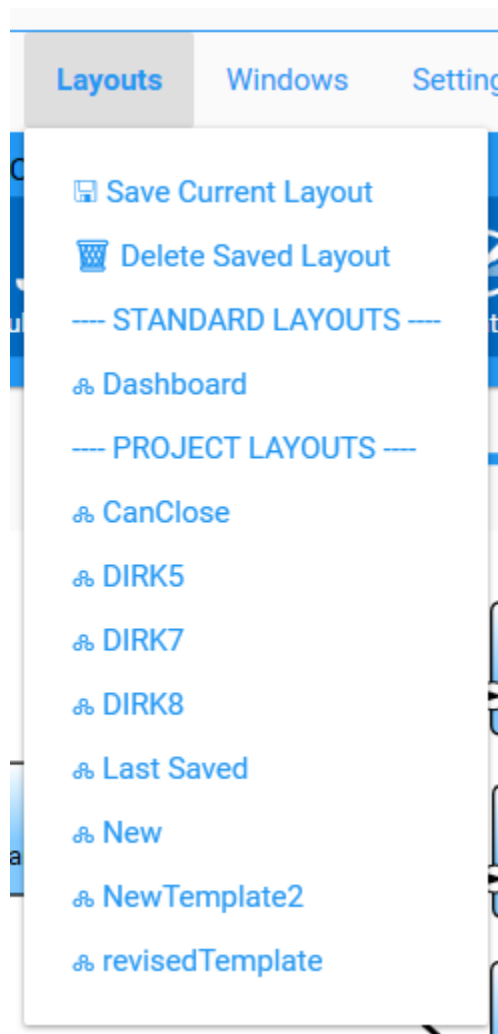 Layouts Windows Setting
Save Current Layout
Delete Saved Layout
---- STANDARD LAYOUTS ----
Dashboard
---- PROJECT LAYOUTS ----
CanClose
DIRK5
DIRK7
DIRK8
Last Saved
New
NewTemplate2
revisedTemplate